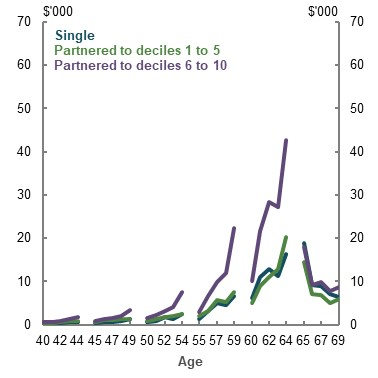 $'000 $'000
70 70
Single
Partnered to deciles 1 to 5
Partnered to deciles 6 to 10
60 60
50 50
40 40
30 30
20 20
10 10
0 0
40 42 44 45 47 49 50 52 54 55 57 59 60 62 64 65 67 69
Age